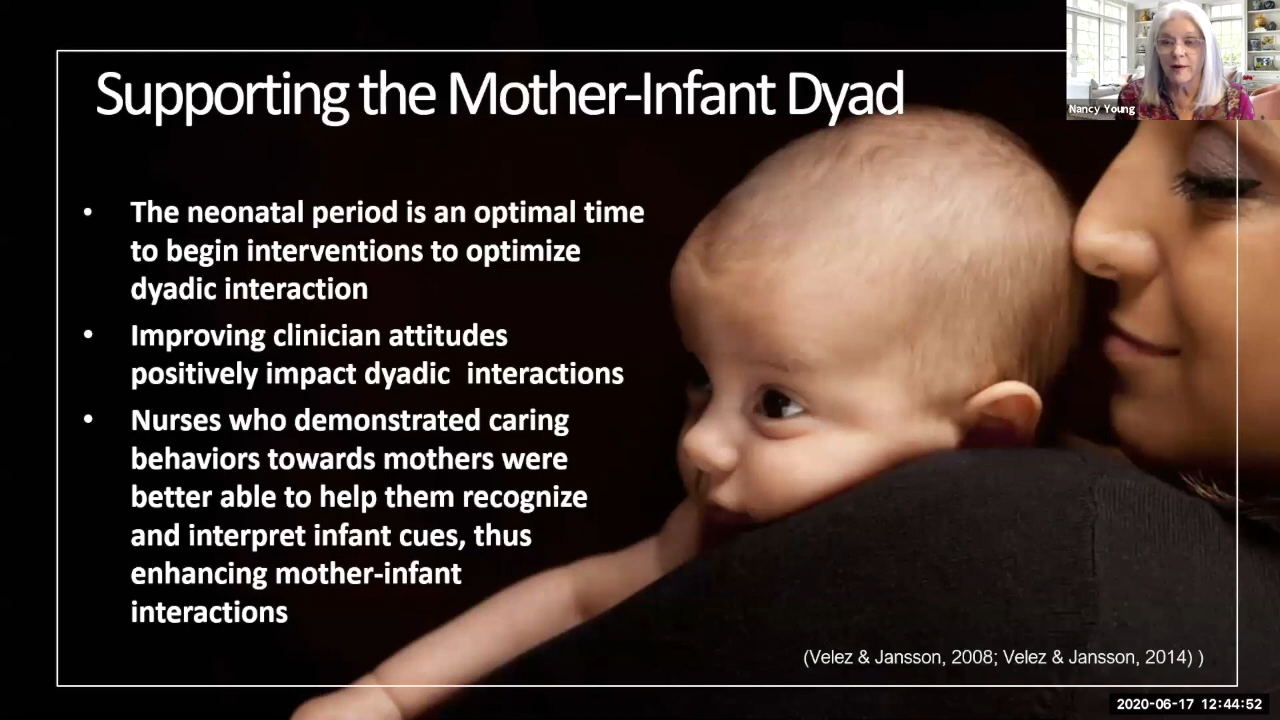 Supporting the Mother-Infant Dyad
Nancy Young
• The neonatal period is an optimal time
to begin interventions to optimize
dyadic interaction
• Improving clinician attitudes
positively impact dyadic  interactions
• Nurses who demonstrated caring
behaviors towards mothers were
better able to help them recognize
and interpret infant cues, thus
enhancing mother-infant
interactions
(Velez & Jansson, 2008; Velez & Jansson, 2014) )
2020-06-17 12:44:52